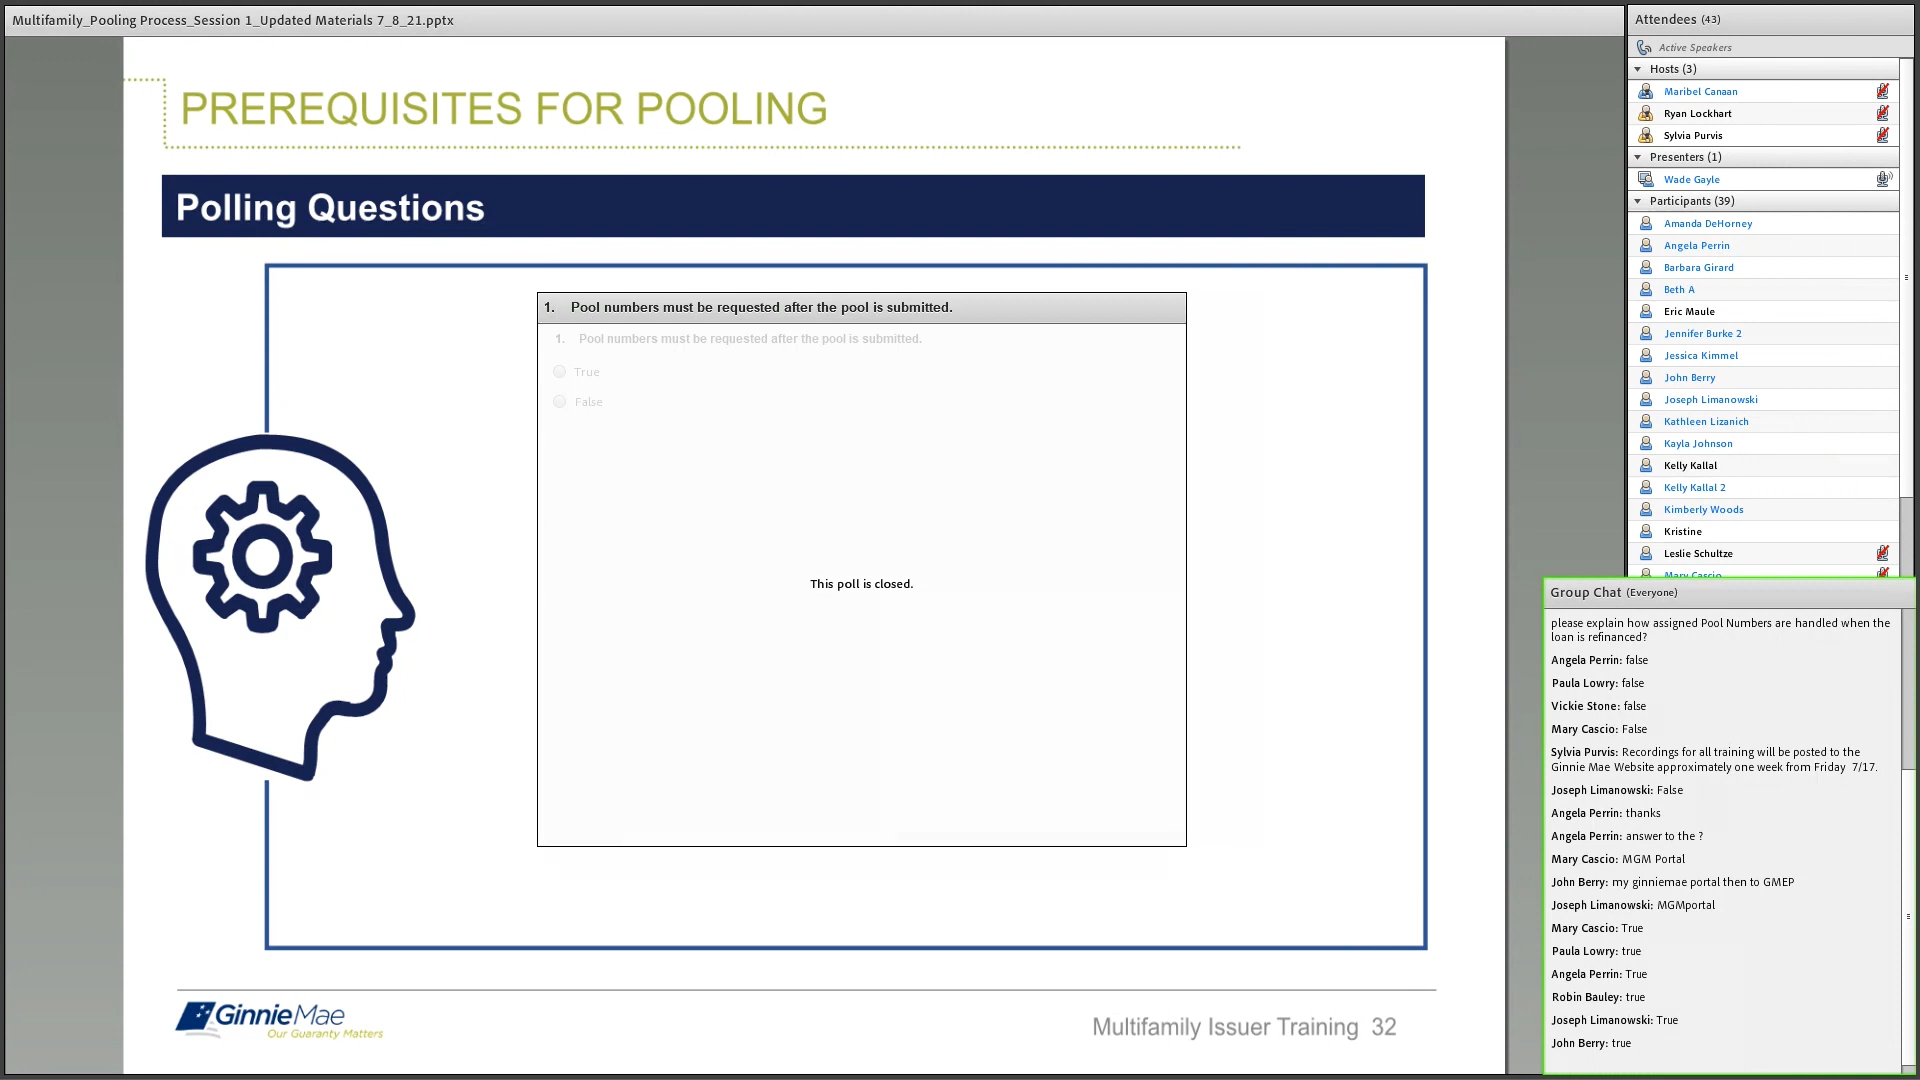 Multifamily_Pooling Process_Session 1_Updated Materials 7_8_21.pptx
PREREQUISITES FOR POOLING
Polling Questions
1. Pool numbers must be requested after the pool is submitted.
1. Pool numbers must be requested after the pool is submitted.
True
False
This poll is closed.
GinnieMae
Our Guaranty Matters
Multifamily Issuer Training 32
Attendees (43)
Active Speakers
Hosts (3)
Maribel Canaan
Ryan Lockhart
Sylvia Purvis
Presenters (1)
Wade Gayle
Participants (39)
Amanda DeHorney
Angela Perrin
Barbara Girard
Beth A
Eric Maule
Jennifer Burke 2
Jessica Kimmel
John Berry
Joseph Limanowski
Kathleen Lizanich
Kayla Johnson
Kelly Kallal
Kelly Kallal 2
Kimberly Woods
Kristine
Leslie Schultze
Mary Cascio
Group Chat (Everyone)
please explain how assigned Pool Numbers are handled when the
loan is refinanced?
Angela Perrin: false
Paula Lowry: false
Vickie Stone: false
Mary Cascio: False
Sylvia Purvis: Recordings for all training will be posted to the
Ginnie Mae Website approximately one week from Friday 7/17.
Joseph Limanowski: False
Angela Perrin: thanks
Angela Perrin: answer to the ?
Mary Cascio: MGM Portal
John Berry: my ginniemae portal then to GMEP
Joseph Limanowski: MGMportal
Mary Cascio: True
Paula Lowry: true
Angela Perrin: True
Robin Bauley: true
Joseph Limanowski: True
John Berry: true